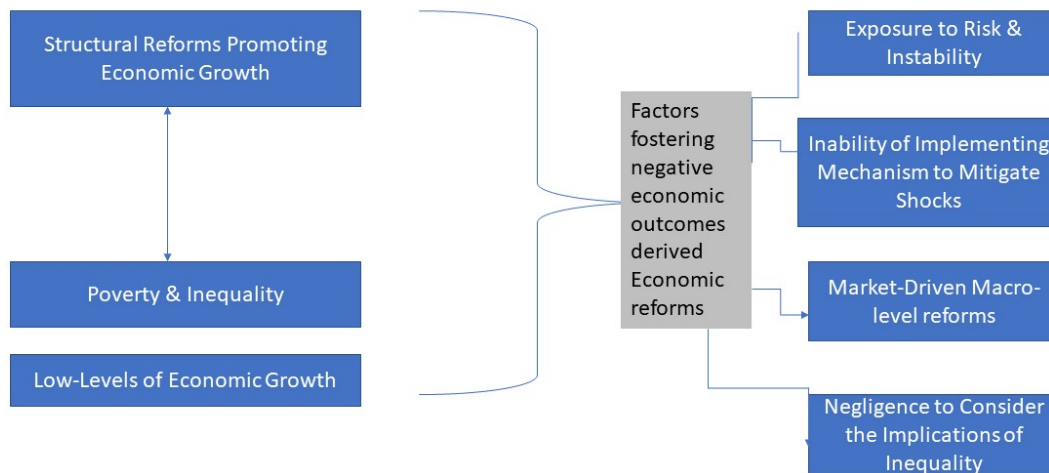 Structural Reforms Promoting
Economic Growth
Poverty & Inequality
Low-Levels of Economic Growth
Factors
fostering
negative
economic
outcomes
derived
Economic
reforms
Exposure to Risk &
Instability
Inability of Implementing
Mechanism to Mitigate
Shocks
Market-Driven Macro-
level reforms
Negligence to Consider
the Implications of
Inequality